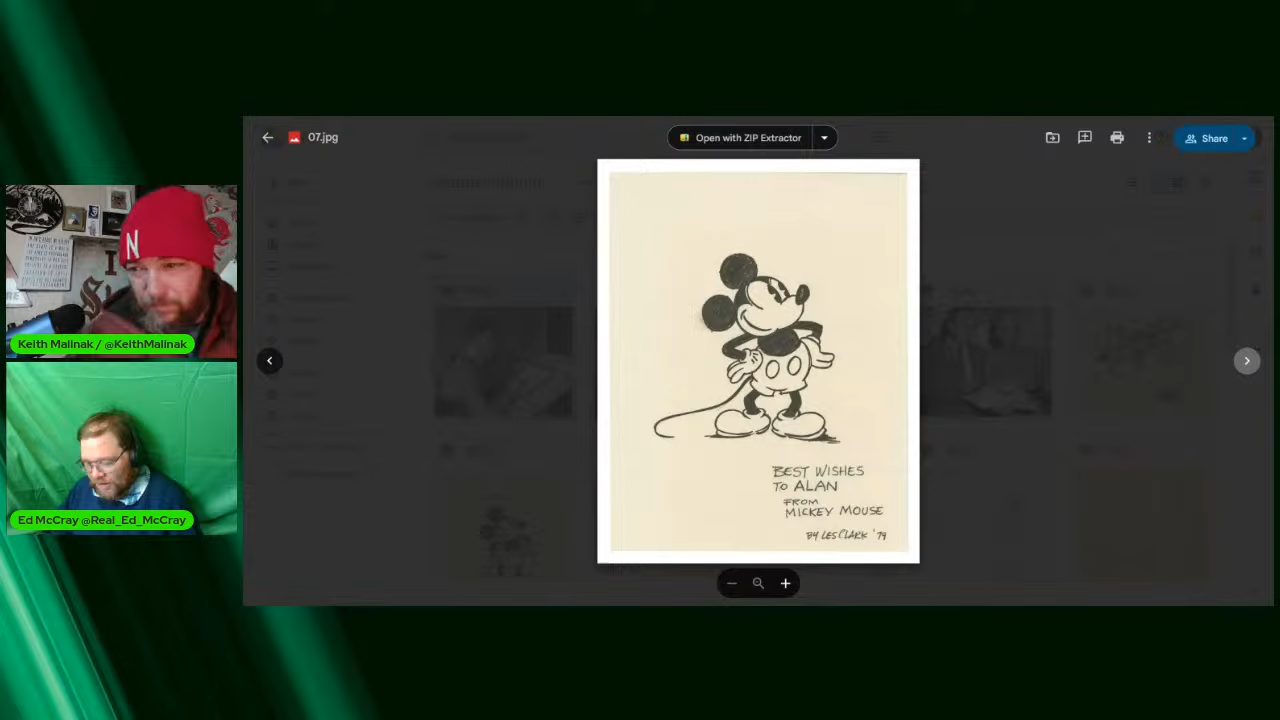 07.jpg
Open with ZIP Extractor
Share
N
Keith Malinak / @KeithMalinak
Ed McCray @Real_Ed_McCray
BEST WISHES
TO ALAN
FROM
MICKEY MOUSE
BY LES CLARK '79